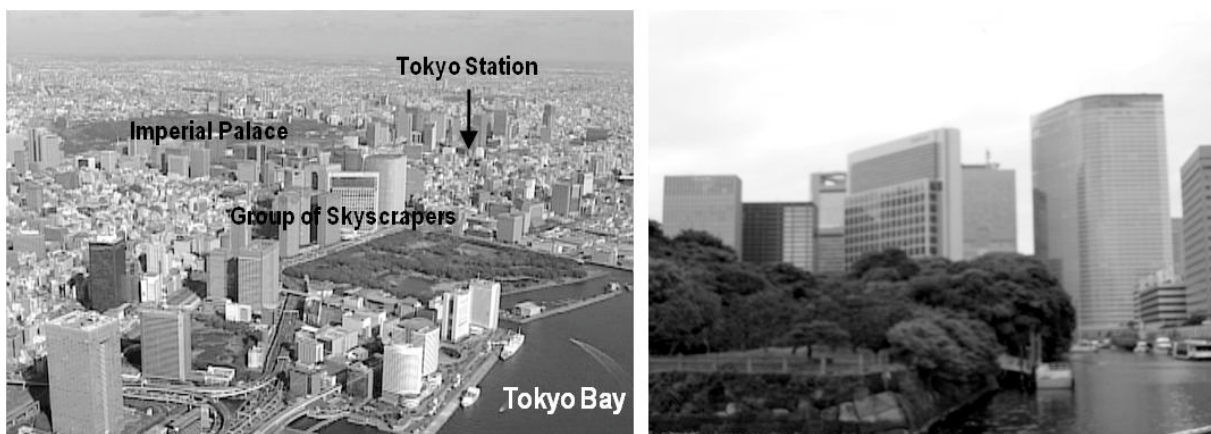 Tokyo Station
Imperial Palace
Group of Skyscrapers
Tokyo Bay